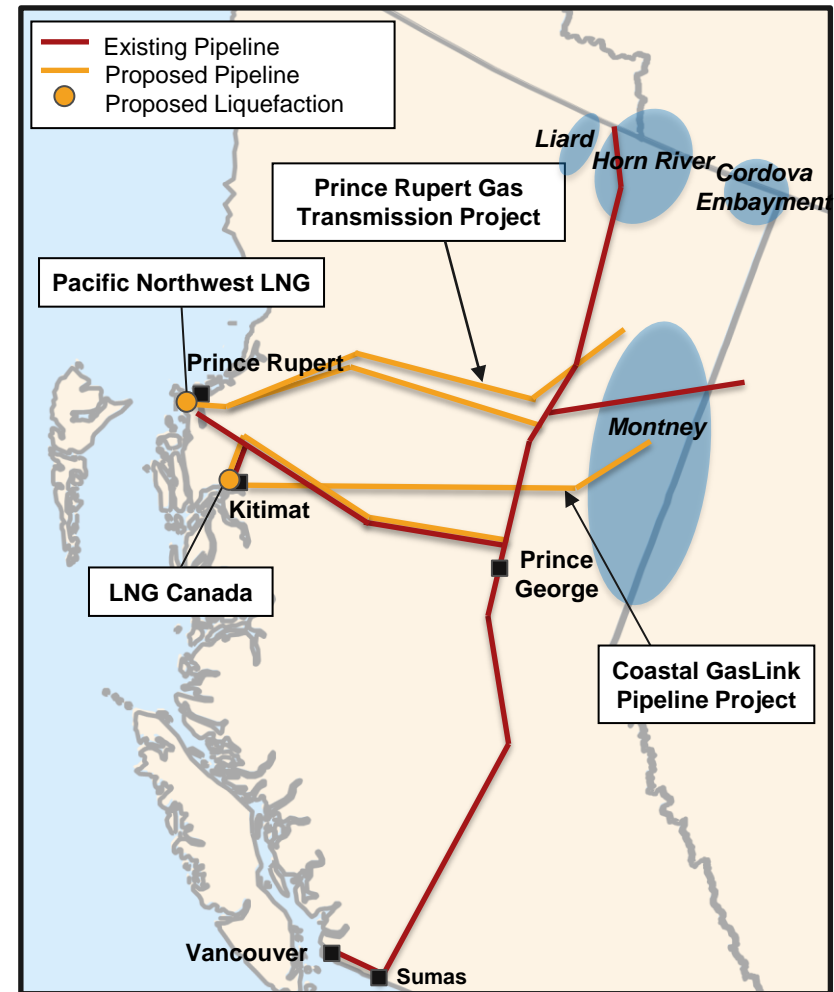 Existing Pipeline
Proposed Pipeline
Proposed Liquefaction
Liard
Horn River
Cordova
Embayment
Prince Rupert Gas
Transmission Project
Pacific Northwest LNG
Prince Rupert
Montney
Kitimat
LNG Canada
Prince
George
Coastal GasLink
Pipeline Project
Vancouver
Sumas